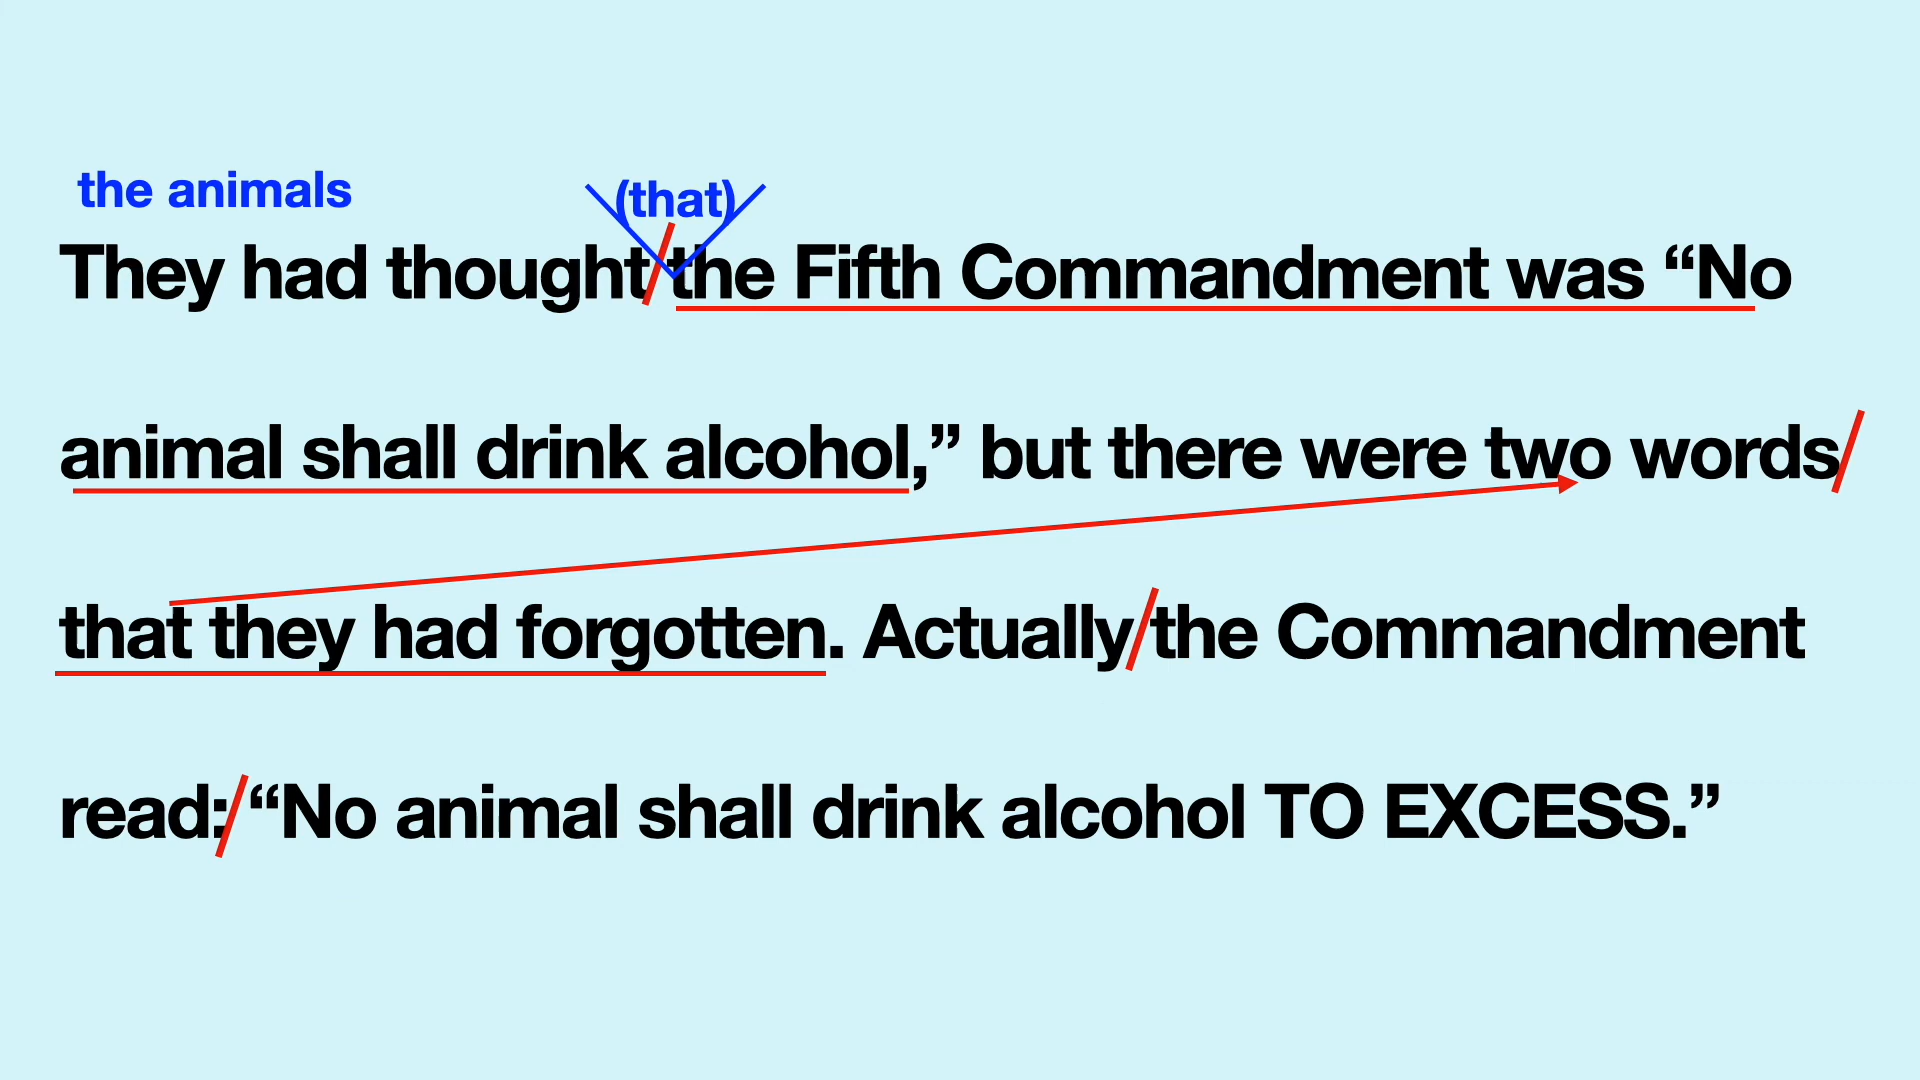 the animals (that)
They had thought the Fifth Commandment was “No
animal shall drink alcohol,” but there were two words
that they had forgotten. Actually the Commandment
read: “No animal shall drink alcohol TO EXCESS.”